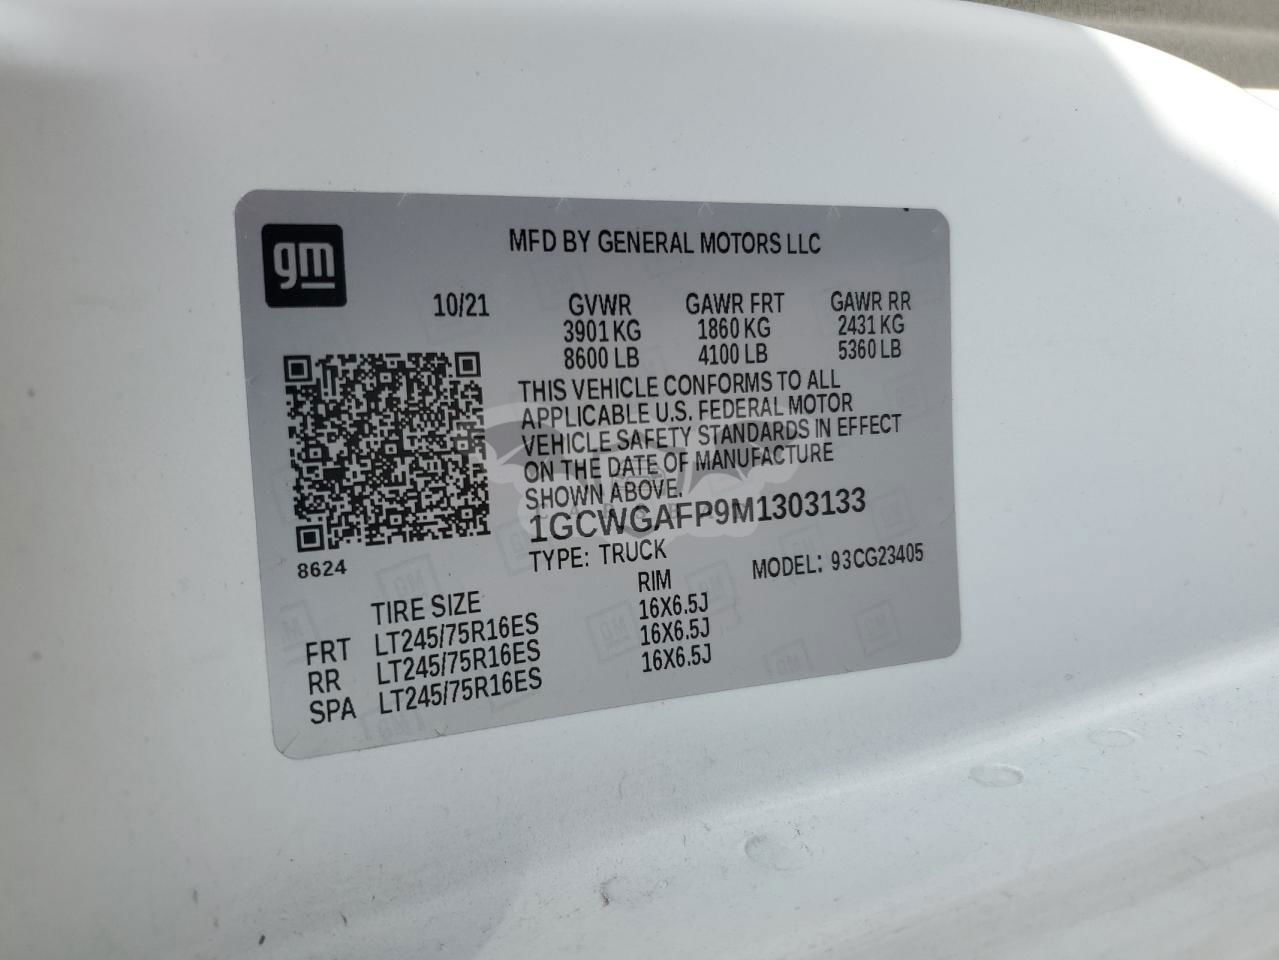 gm
MFD BY GENERAL MOTORS LLC
10/21 GVWR GAWR FRT GAWR RR
3901 KG 1860 KG 2431 KG
8600 LB 4100 LB 5360 LB
THIS VEHICLE CONFORMS TO ALL
APPLICABLE U.S. FEDERAL MOTOR
VEHICLE SAFETY STANDARDS IN EFFECT
ON THE DATE OF MANUFACTURE
SHOWN ABOVE.
1GCWGAFP9M1303133
8624 TYPE: TRUCK MODEL: 93CG23405
TIRE SIZE RIM
FRT LT245/75R16ES 16X6.5J
RR LT245/75R16ES 16X6.5J
SPA LT245/75R16ES 16X6.5J